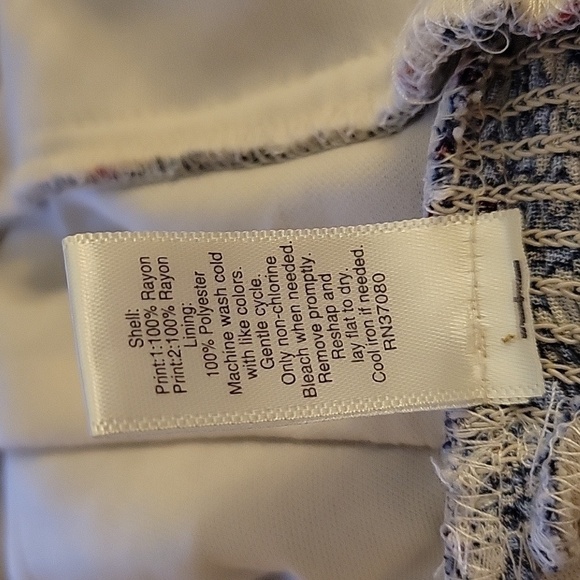 Shell:
Print:1:100% Rayon
Print:2:100% Rayon
Lining:
100% Polyester
Machine wash cold
with like colors.
Gentle cycle.
Only non-chlorine
Bleach when needed.
Remove promptly.
Reshap and
lay flat to dry.
Cool iron if needed.
RN37080